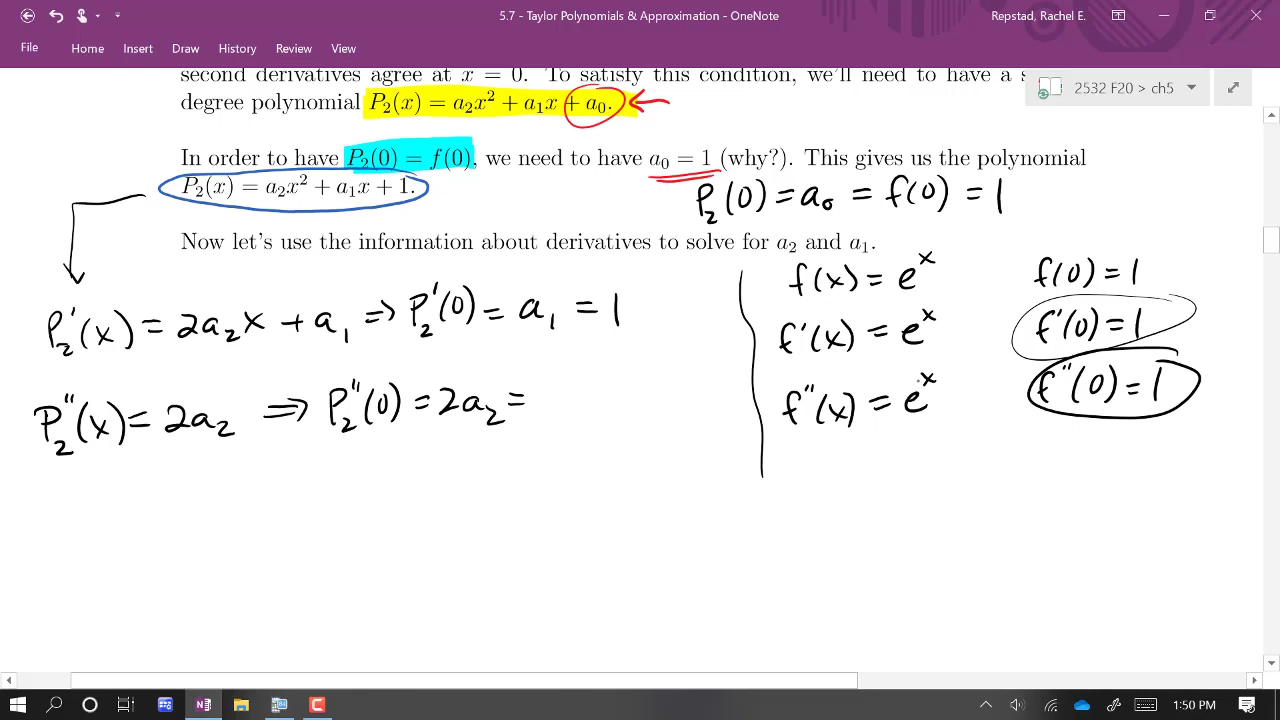 5.7 - Taylor Polynomials & Approximation - OneNote
Repstad, Rachel E.
File Home Insert Draw History Review View
second derivatives agree at x = 0. To satisfy this condition, we'll need to have a s
degree polynomial P₂(x) = a₂x² + a₁x + a₀.
2532 F20 > ch5
In order to have P₂(0) = f(0), we need to have a₀ = 1 (why?). This gives us the polynomial
P₂(x) = a₂x² + a₁x + 1.
P₂(0) = a₀ = f(0) = 1
Now let's use the information about derivatives to solve for a₂ and a₁.
f(x) = eˣ f(0) = 1
P₂'(x) = 2a₂x + a₁ ⇒ P₂'(0) = a₁ = 1
f'(x) = eˣ f'(0) = 1
P₂''(x) = 2a₂ ⇒ P₂''(0) = 2a₂ =
f''(x) = eˣ f''(0) = 1
1:50 PM